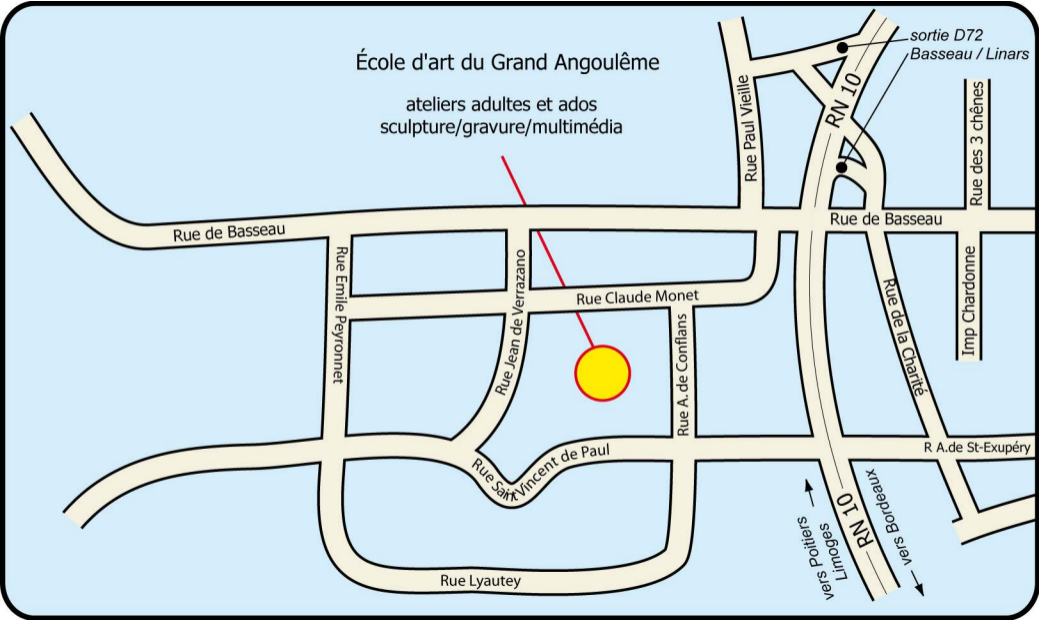 École d'art du Grand Angoulême
ateliers adultes et ados
sculpture/gravure/multimédia
sortie D72
Basseau / Linars
Rue Paul Vieille
RN 10
Rue des 3 chênes
Rue de Basseau
Rue de Basseau
Rue Emile Peyronnet
Rue Jean de Verrazano
Rue Claude Monet
Rue A. de Conflans
Rue de la Charité
Imp Chardonne
Rue Saint Vincent de Paul
R A.de St-Exupéry
RN 10
vers Poitiers
Limoges
vers Bordeaux
Rue Lyautey